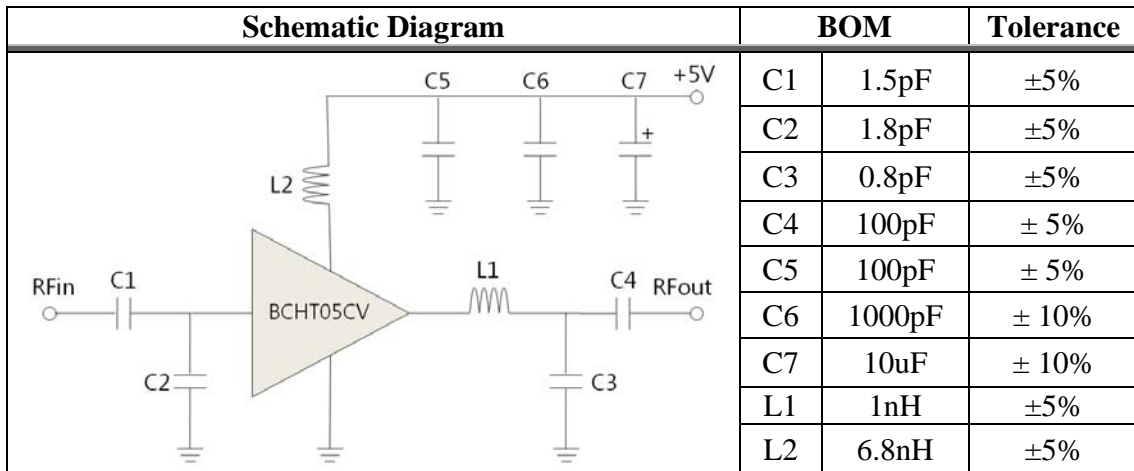 Schematic Diagram BOM Tolerance
C5 C6 C7 +5V
+
L2
RFin C1 BCHT05CV L1 C4 RFout
C2 C3
C1 1.5pF ±5%
C2 1.8pF ±5%
C3 0.8pF ±5%
C4 100pF ± 5%
C5 100pF ± 5%
C6 1000pF ± 10%
C7 10uF ± 10%
L1 1nH ±5%
L2 6.8nH ±5%